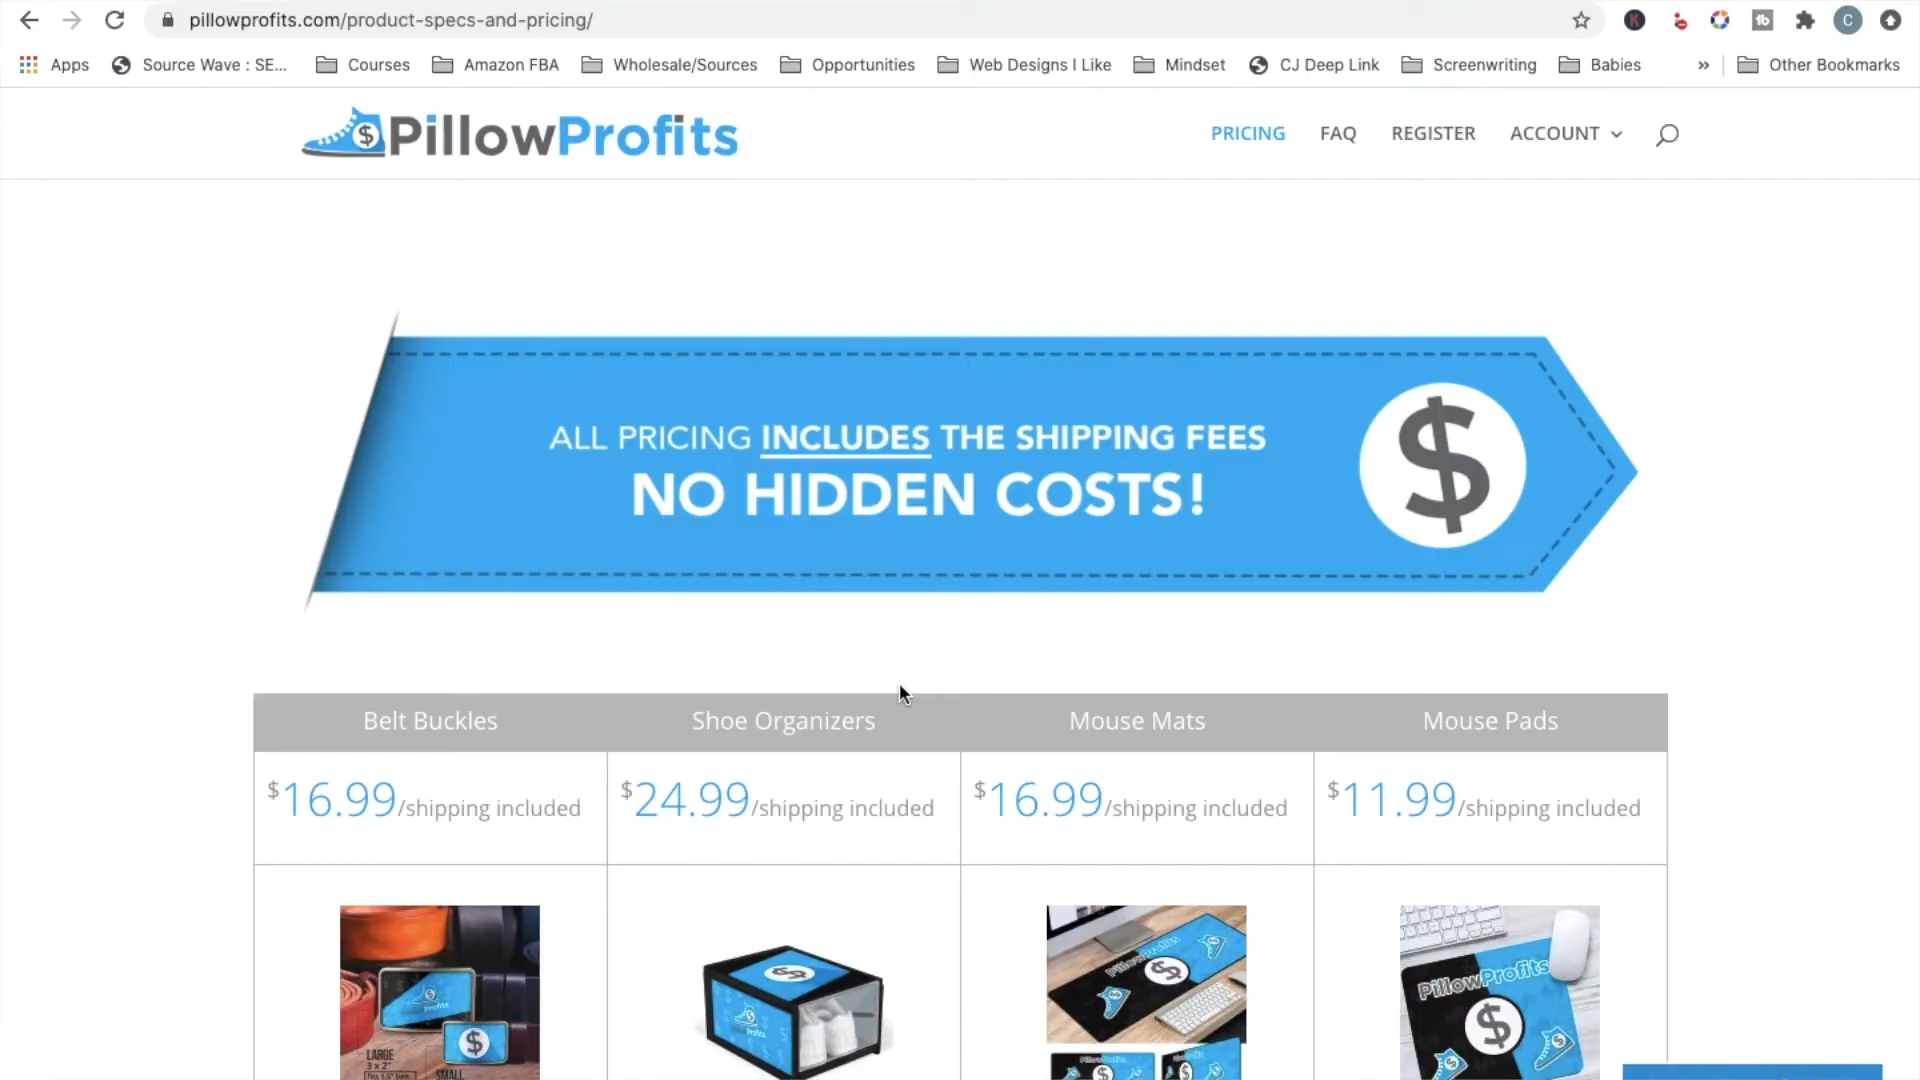 pillowprofits.com/product-specs-and-pricing/
C
Apps Source Wave : SE... Courses Amazon FBA Wholesale/Sources Opportunities Web Designs I Like Mindset CJ Deep Link Screenwriting Babies » Other Bookmarks
$ PillowProfits
PRICING FAQ REGISTER ACCOUNT
ALL PRICING INCLUDES THE SHIPPING FEES
NO HIDDEN COSTS!
$
Belt Buckles Shoe Organizers Mouse Mats Mouse Pads
$16.99/shipping included $24.99/shipping included $16.99/shipping included $11.99/shipping included
PillowProfits
$
LARGE
3 x 2"
SMALL